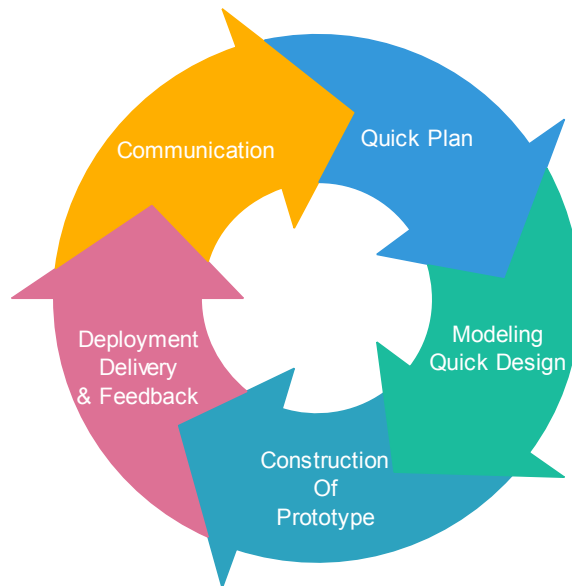 Communication
Quick Plan
Modeling
Quick Design
Construction
Of
Prototype
Deployment
Delivery
& Feedback